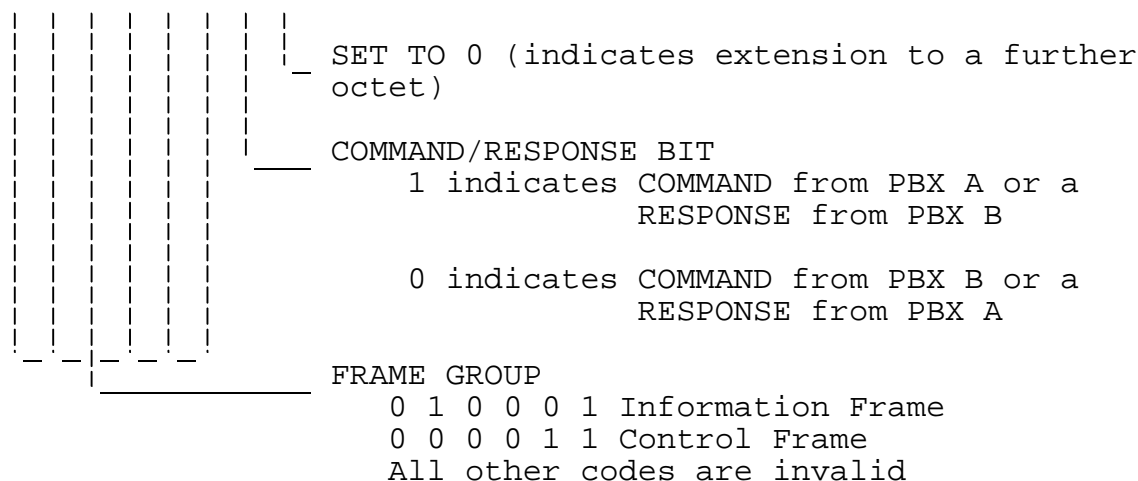 SET TO 0 (indicates extension to a further
octet)
COMMAND/RESPONSE BIT
1 indicates COMMAND from PBX A or a
RESPONSE from PBX B
0 indicates COMMAND from PBX B or a
RESPONSE from PBX A
FRAME GROUP
0 1 0 0 0 1 Information Frame
0 0 0 0 1 1 Control Frame
All other codes are invalid